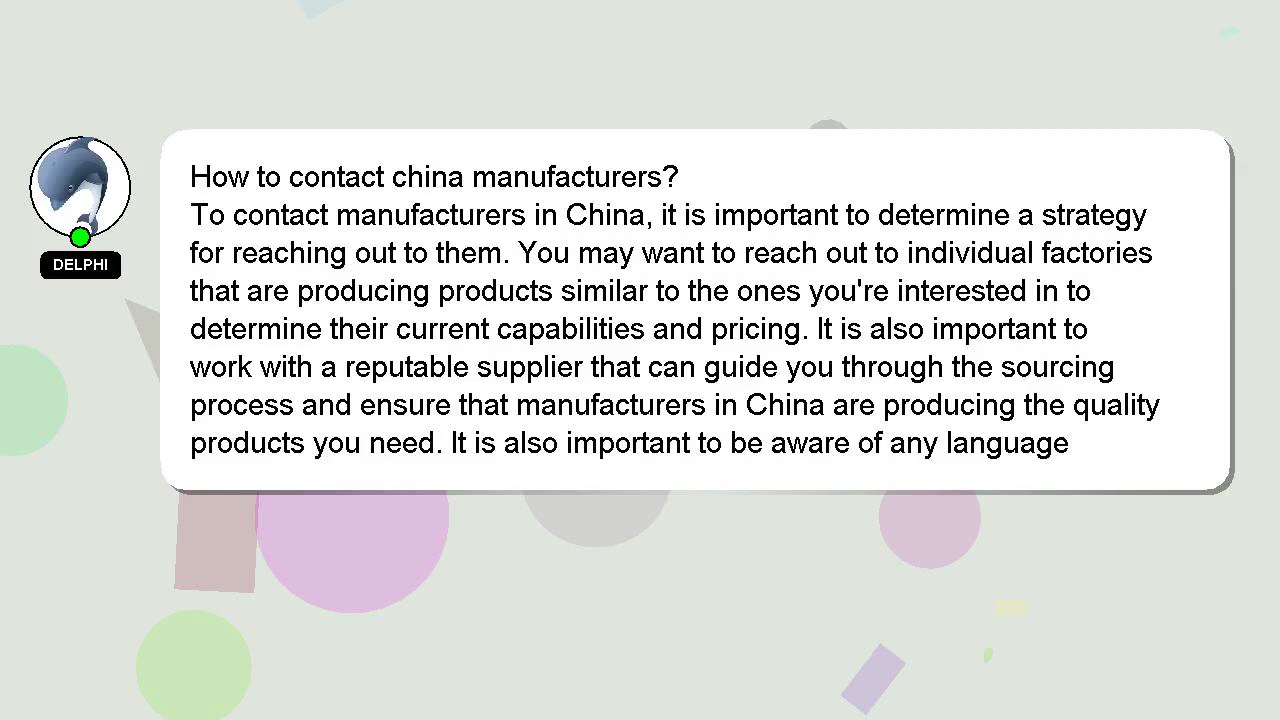 How to contact china manufacturers?
To contact manufacturers in China, it is important to determine a strategy
for reaching out to them. You may want to reach out to individual factories
that are producing products similar to the ones you're interested in to
determine their current capabilities and pricing. It is also important to
work with a reputable supplier that can guide you through the sourcing
process and ensure that manufacturers in China are producing the quality
products you need. It is also important to be aware of any language
DELPHI